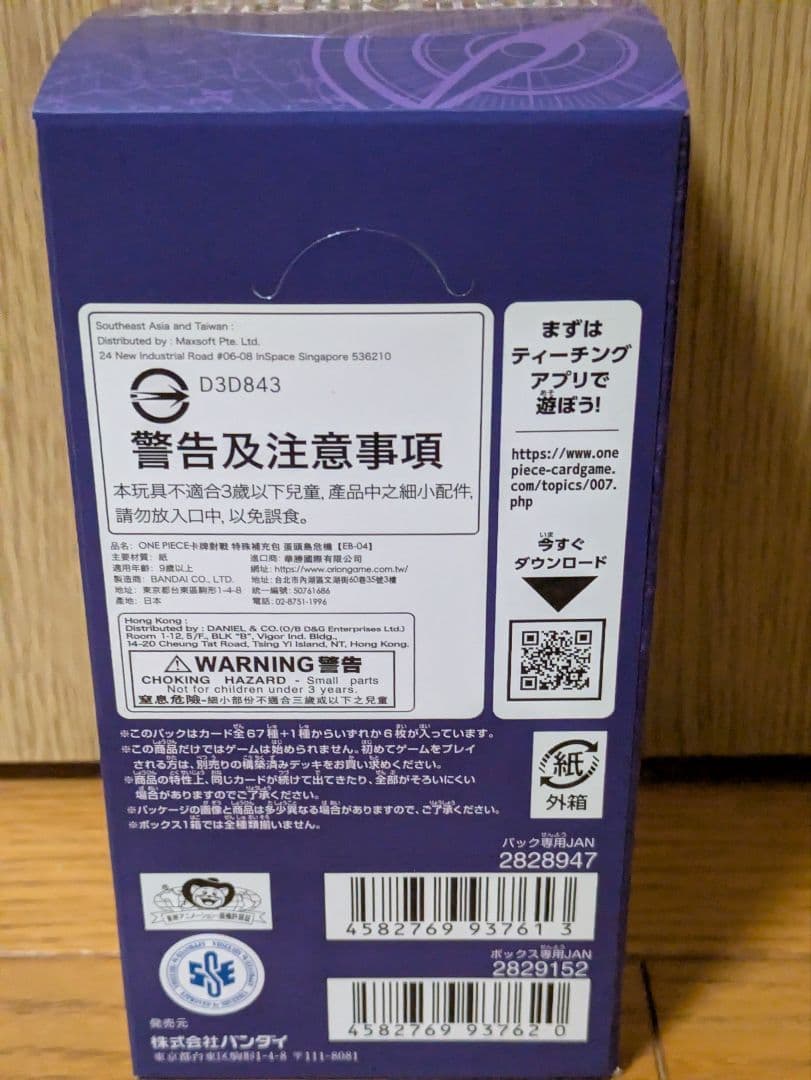 Southeast Asia and Taiwan :
Distributed by : Maxsoft Pte. Ltd.
24 New Industrial Road #06-08 InSpace Singapore 536210
D3D843
警告及注意事項
本玩具不適合3歲以下兒童，產品中之細小配件，
請勿放入口中，以免誤食。
品名：ONE PIECE卡牌對戰 特殊補充包 蛋頭島危機【EB-04】
主要材質：紙 進口商：華勝國際有限公司
適用年齡：9歲以上 網址：https://www.oriongame.com.tw/
製造商：BANDAI CO., LTD. 地址：台北市內湖區文湖街60巷35號3樓
地址：東京都台東區駒形1-4-8 統一編號：50761686
產地：日本 電話：02-8751-1996
Hong Kong :
Distributed by : DANIEL & CO.(O/B D&G Enterprises Ltd.)
Room 1-12, 5/F., BLK "B", Vigor Ind. Bldg.,
14-20 Cheung Tat Road, Tsing Yi Island, NT, Hong Kong.
⚠WARNING 警告
CHOKING HAZARD - Small parts
Not for children under 3 years.
窒息危險-細小部份不適合三歲或以下之兒童
まずは
ティーチング
アプリで
遊ぼう!
https://www.one
piece-cardgame.
com/topics/007.
php
今すぐ
ダウンロード
※このパックはカード全67種+1種からいずれか6枚が入っています。
※この商品だけではゲームは始められません。初めてゲームをプレイ
される方は、別売りの構築済みデッキをお買い求めください。
※商品の特性上、同じカードが続けて出てきたり、全部がそろいにくい
場合がありますのでご了承ください。
※パッケージの画像と商品は多少異なる場合がありますので、ご了承ください。
※ボックス1箱では全種類揃いません。
紙
外箱
パック専用JAN
2828947
4582769 937613
ボックス専用JAN
2829152
4582769 937620
東映アニメーション・版権許諾証
SSE
発売元
株式会社バンダイ
東京都台東区駒形1-4-8 〒111-8081